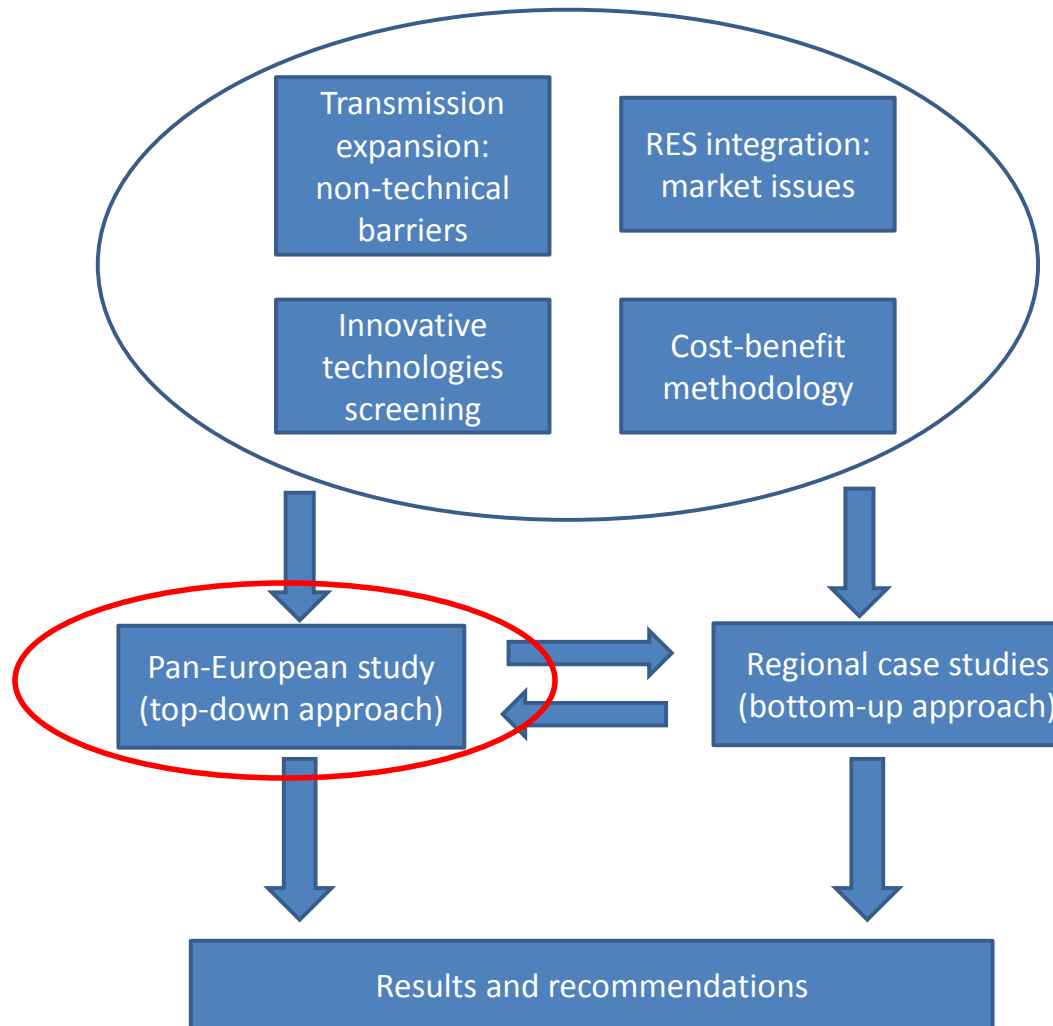 Transmission
expansion:
non-technical
barriers
RES integration:
market issues
Innovative
technologies
screening
Cost-benefit
methodology
Pan-European study
(top-down approach)
Regional case studies
(bottom-up approach)
Results and recommendations